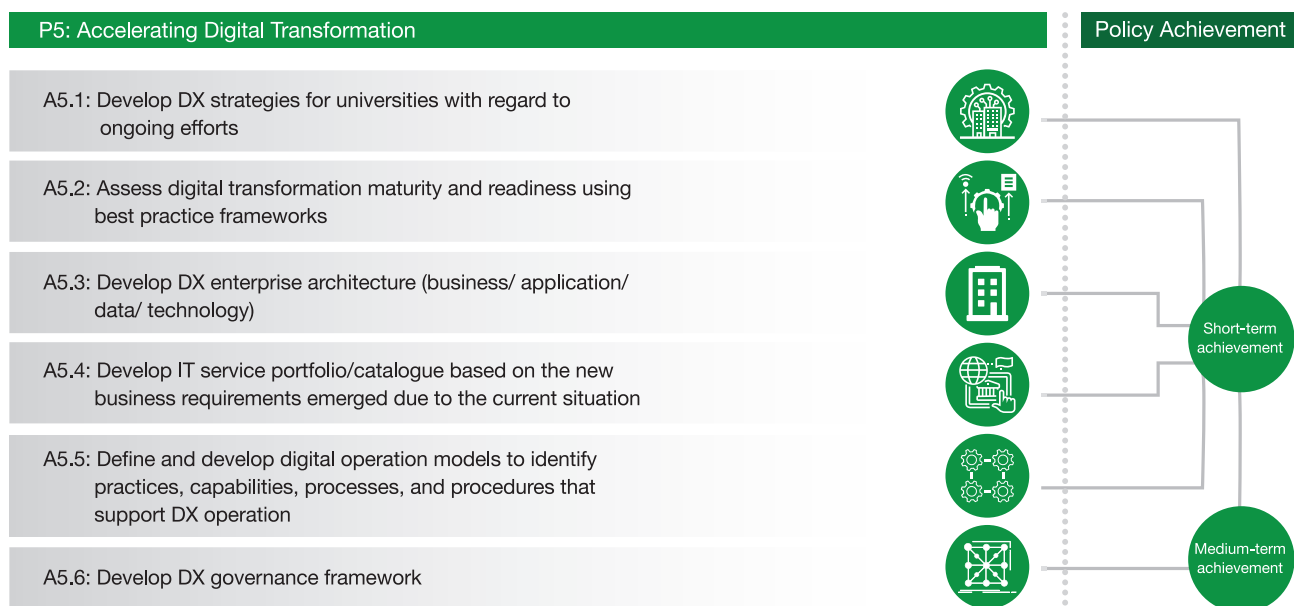 P5: Accelerating Digital Transformation
Policy Achievement
A5.1: Develop DX strategies for universities with regard to
ongoing efforts
A5.2: Assess digital transformation maturity and readiness using
best practice frameworks
A5.3: Develop DX enterprise architecture (business/ application/
data/ technology)
A5.4: Develop IT service portfolio/catalogue based on the new
business requirements emerged due to the current situation
A5.5: Define and develop digital operation models to identify
practices, capabilities, processes, and procedures that
support DX operation
A5.6: Develop DX governance framework
Short-term
achievement
Medium-term
achievement